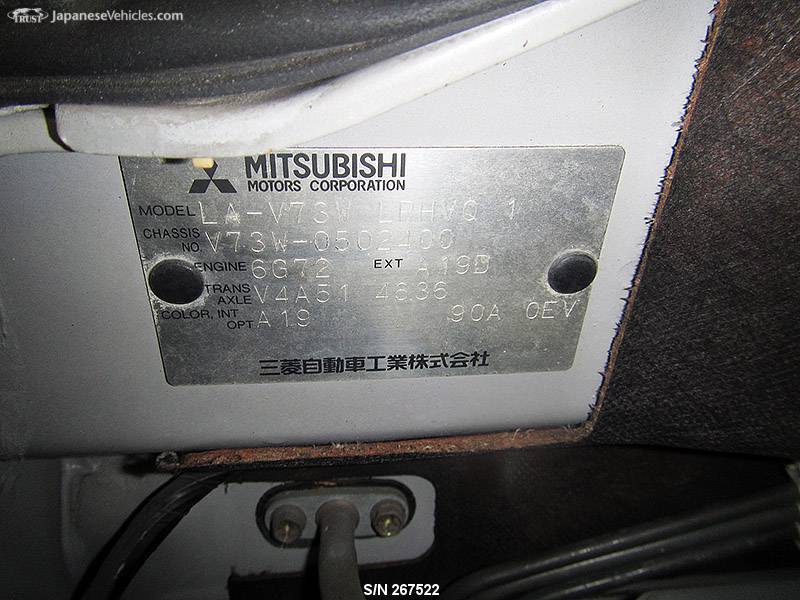 TRUST JapaneseVehicles.com
MITSUBISHI
MOTORS CORPORATION
MODEL LA-V73W LRHVQ 1
CHASSIS NO. V73W-0502400
ENGINE 6G72 EXT A19D
TRANS AXLE V4A51 4636
COLOR, INT OPT A19 90A 0EV
三菱自動車工業株式会社
S/N 267522